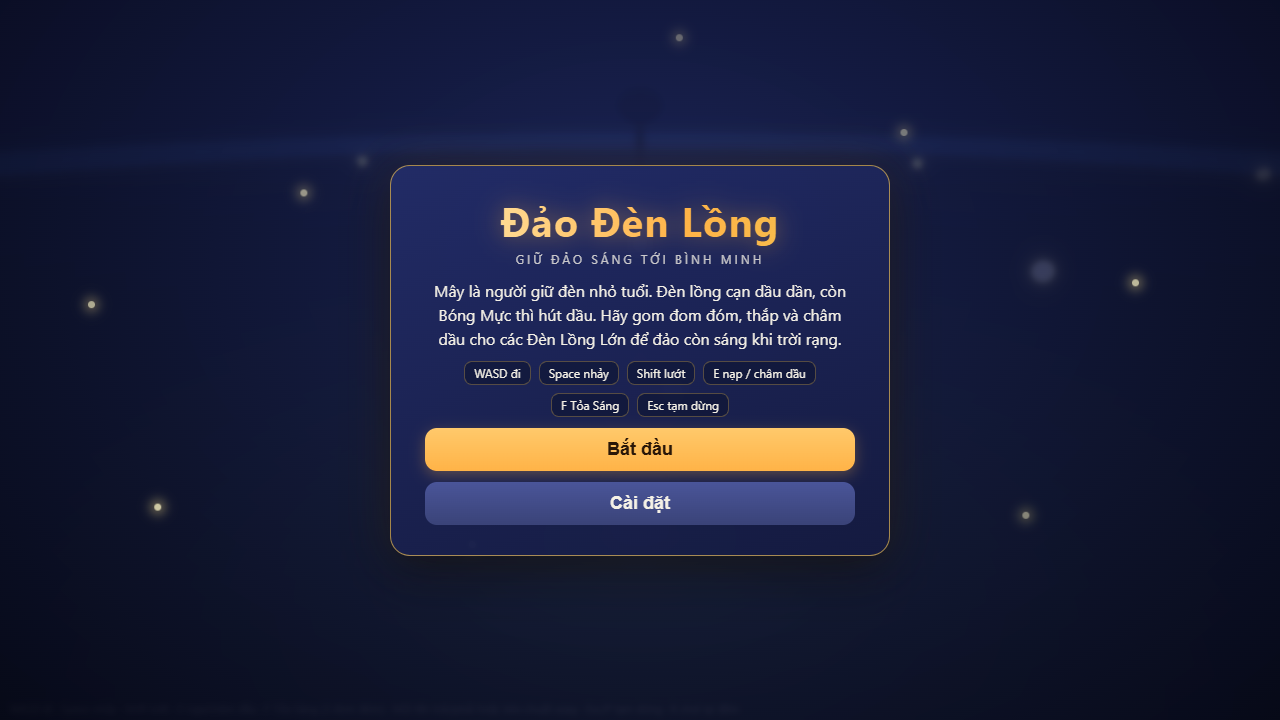 Đảo Đèn Lồng
GIỮ ĐẢO SÁNG TỚI BÌNH MINH
Mây là người giữ đèn nhỏ tuổi. Đèn lồng cạn dầu dần, còn
Bóng Mực thì hút dầu. Hãy gom đom đóm, thắp và châm
dầu cho các Đèn Lồng Lớn để đảo còn sáng khi trời rạng.
WASD đi
Space nhảy
Shift lướt
E nạp / châm dầu
F Tỏa Sáng
Esc tạm dừng
Bắt đầu
Cài đặt